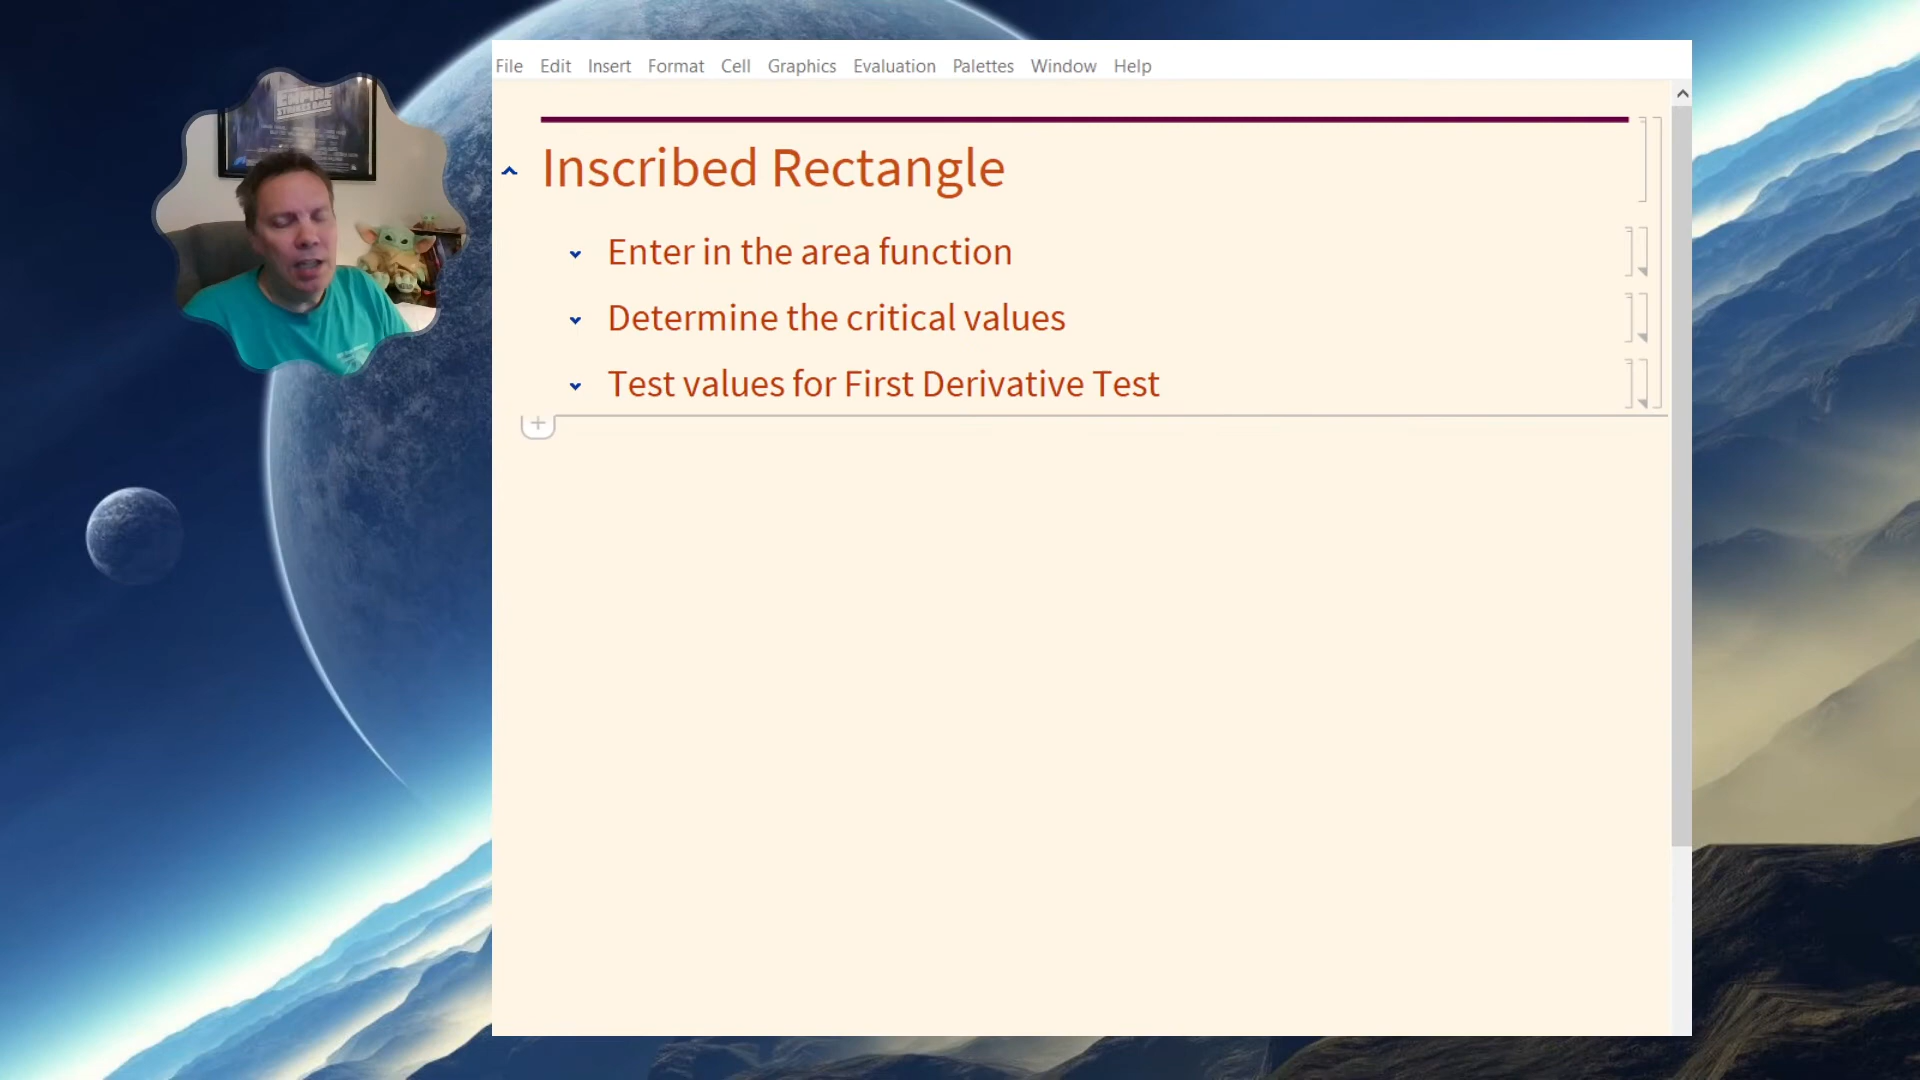 File Edit Insert Format Cell Graphics Evaluation Palettes Window Help
Inscribed Rectangle
Enter in the area function
Determine the critical values
Test values for First Derivative Test